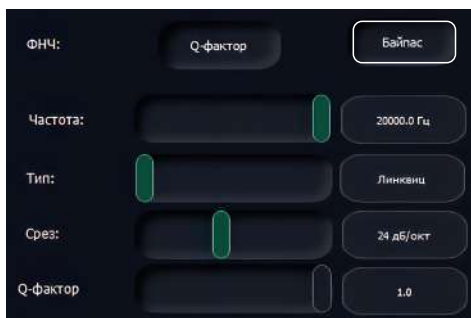 ФНЧ: Q-фактор Байпас
Частота: 20000.0 Гц
Тип: Линквиц
Срез: 24 дБ/окт
Q-фактор 1.0